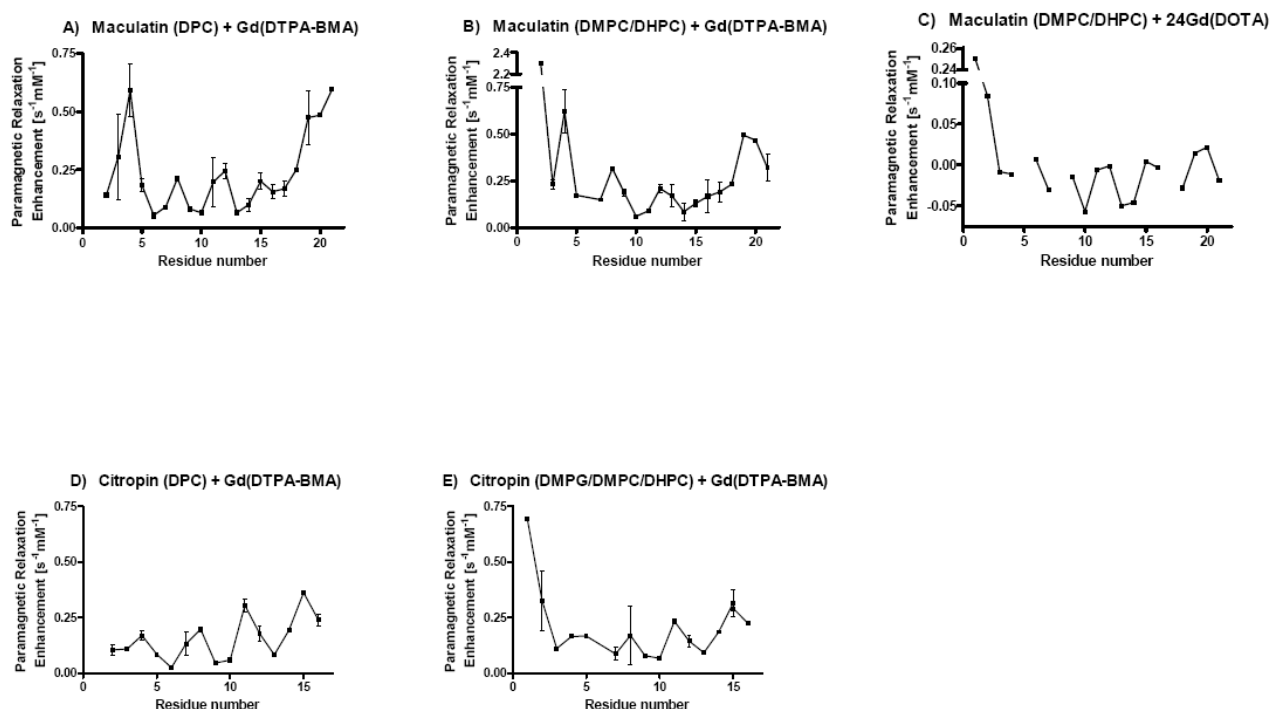 A) Maculatin (DPC) + Gd(DTPA-BMA)
Paramagnetic Relaxation
Enhancement [s⁻¹mM⁻¹]
0.75
0.50
0.25
0.00
0 5 10 15 20
Residue number
B) Maculatin (DMPC/DHPC) + Gd(DTPA-BMA)
Paramagnetic Relaxation
Enhancement [s⁻¹mM⁻¹]
2.4
2.2
0.75
0.50
0.25
0.00
0 5 10 15 20
Residue number
C) Maculatin (DMPC/DHPC) + 24Gd(DOTA)
Paramagnetic Relaxation
Enhancement [s⁻¹mM⁻¹]
0.26
0.24
0.10
0.05
0.00
-0.05
0 5 10 15 20
Residue number
D) Citropin (DPC) + Gd(DTPA-BMA)
Paramagnetic Relaxation
Enhancement [s⁻¹mM⁻¹]
0.75
0.50
0.25
0.00
0 5 10 15
Residue number
E) Citropin (DMPG/DMPC/DHPC) + Gd(DTPA-BMA)
Paramagnetic Relaxation
Enhancement [s⁻¹mM⁻¹]
0.75
0.50
0.25
0.00
0 5 10 15
Residue number